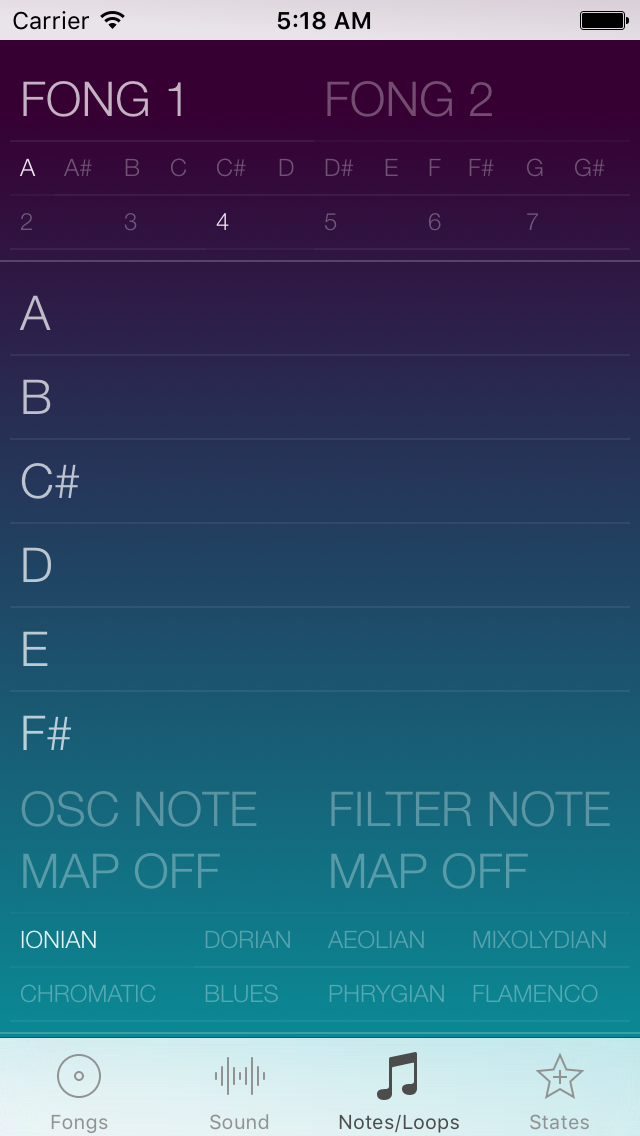 Carrier 5:18 AM
FONG 1 FONG 2
A A# B C C# D D# E F F# G G#
2 3 4 5 6 7
A
B
C#
D
E
F#
OSC NOTE FILTER NOTE
MAP OFF MAP OFF
IONIAN DORIAN AEOLIAN MIXOLYDIAN
CHROMATIC BLUES PHRYGIAN FLAMENCO
Fongs Sound Notes/Loops States